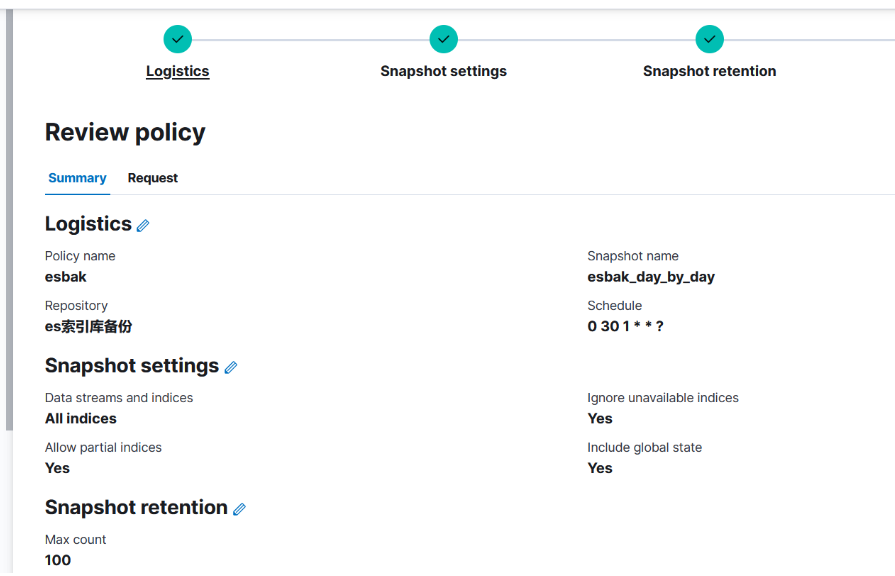 Logistics
Snapshot settings
Snapshot retention
Review policy
Summary
Request
Logistics
Policy name
Snapshot name
esbak
esbak_day_by_day
Repository
Schedule
es索引库备份
0 30 1 * * ?
Snapshot settings
Data streams and indices
Ignore unavailable indices
All indices
Yes
Allow partial indices
Include global state
Yes
Yes
Snapshot retention
Max count
100